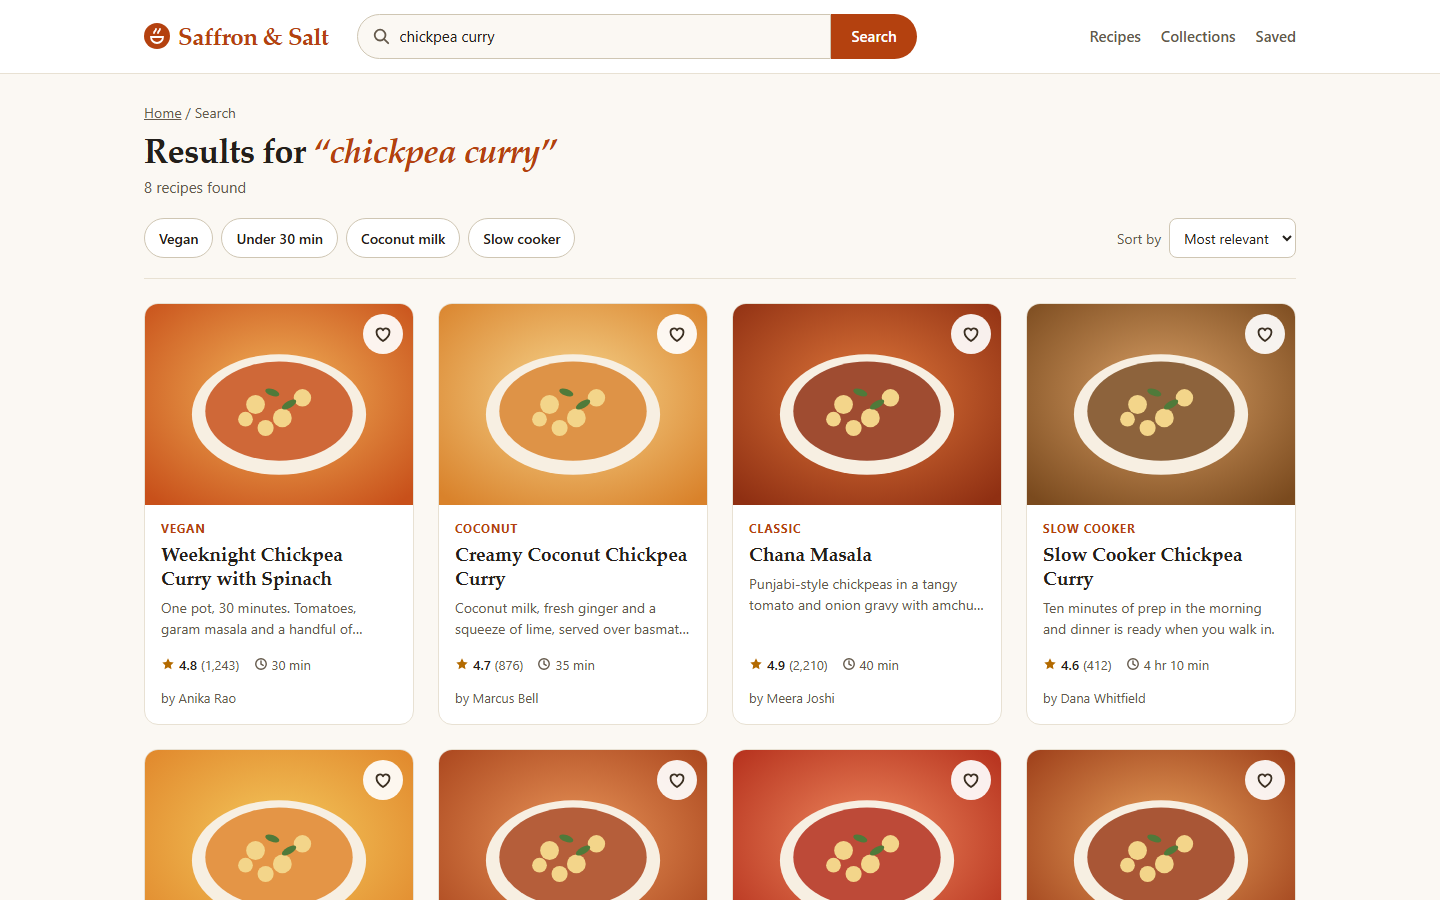 Saffron & Salt
chickpea curry
Search
Recipes
Collections
Saved
Home / Search
Results for “chickpea curry”
8 recipes found
Vegan
Under 30 min
Coconut milk
Slow cooker
Sort by
Most relevant
VEGAN
Weeknight Chickpea
Curry with Spinach
One pot, 30 minutes. Tomatoes,
garam masala and a handful of...
4.8 (1,243)
30 min
by Anika Rao
COCONUT
Creamy Coconut Chickpea
Curry
Coconut milk, fresh ginger and a
squeeze of lime, served over basmat...
4.7 (876)
35 min
by Marcus Bell
CLASSIC
Chana Masala
Punjabi-style chickpeas in a tangy
tomato and onion gravy with amchu...
4.9 (2,210)
40 min
by Meera Joshi
SLOW COOKER
Slow Cooker Chickpea
Curry
Ten minutes of prep in the morning
and dinner is ready when you walk in.
4.6 (412)
4 hr 10 min
by Dana Whitfield